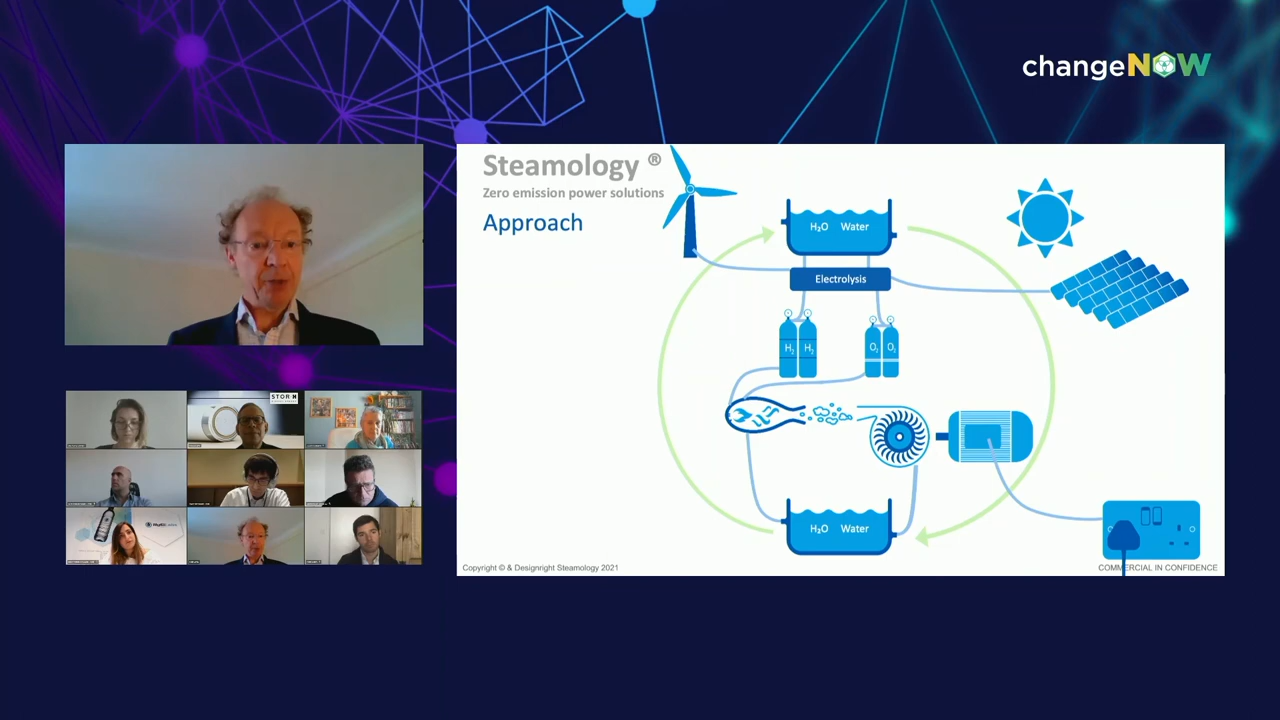 changeNOW
Steamology ®
Zero emission power solutions
Approach
H₂O Water
Electrolysis
H₂ H₂
O₂ O₂
H₂O Water
Copyright © & Designright Steamology 2021
COMMERCIAL IN CONFIDENCE
STOR-H